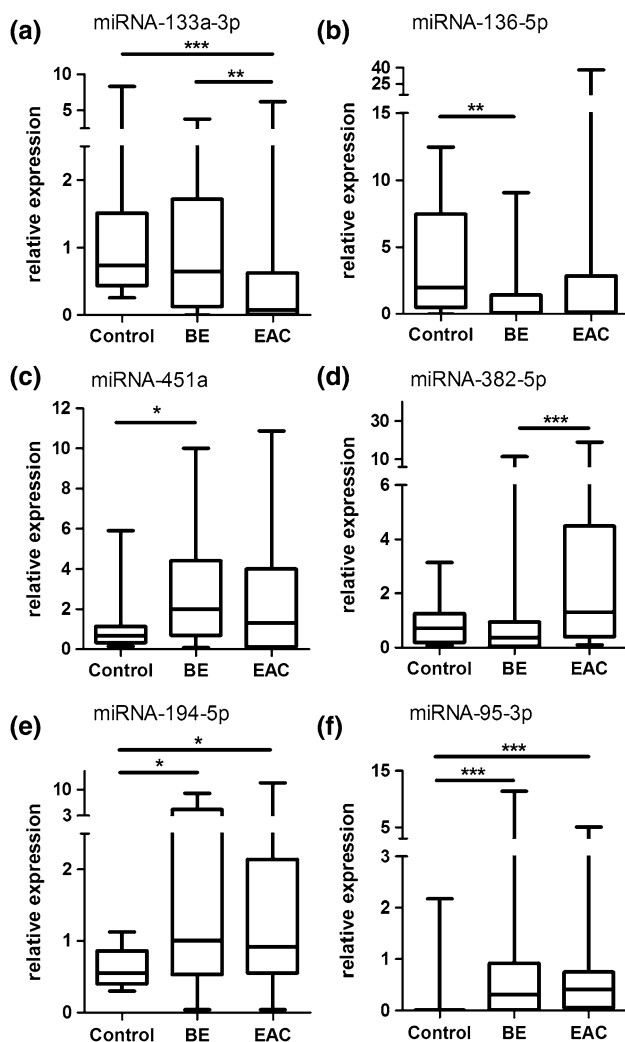 (a) miRNA-133a-3p
***
**
relative expression
10
5
2
1
0
Control BE EAC
(b) miRNA-136-5p
**
relative expression
40
25
15
10
5
0
Control BE EAC
(c) miRNA-451a
*
relative expression
12
10
8
6
4
2
0
Control BE EAC
(d) miRNA-382-5p
***
relative expression
30
10
6
4
2
0
Control BE EAC
(e) miRNA-194-5p
*
*
relative expression
10
3
2
1
0
Control BE EAC
(f) miRNA-95-3p
***
***
relative expression
15
5
3
2
1
0
Control BE EAC